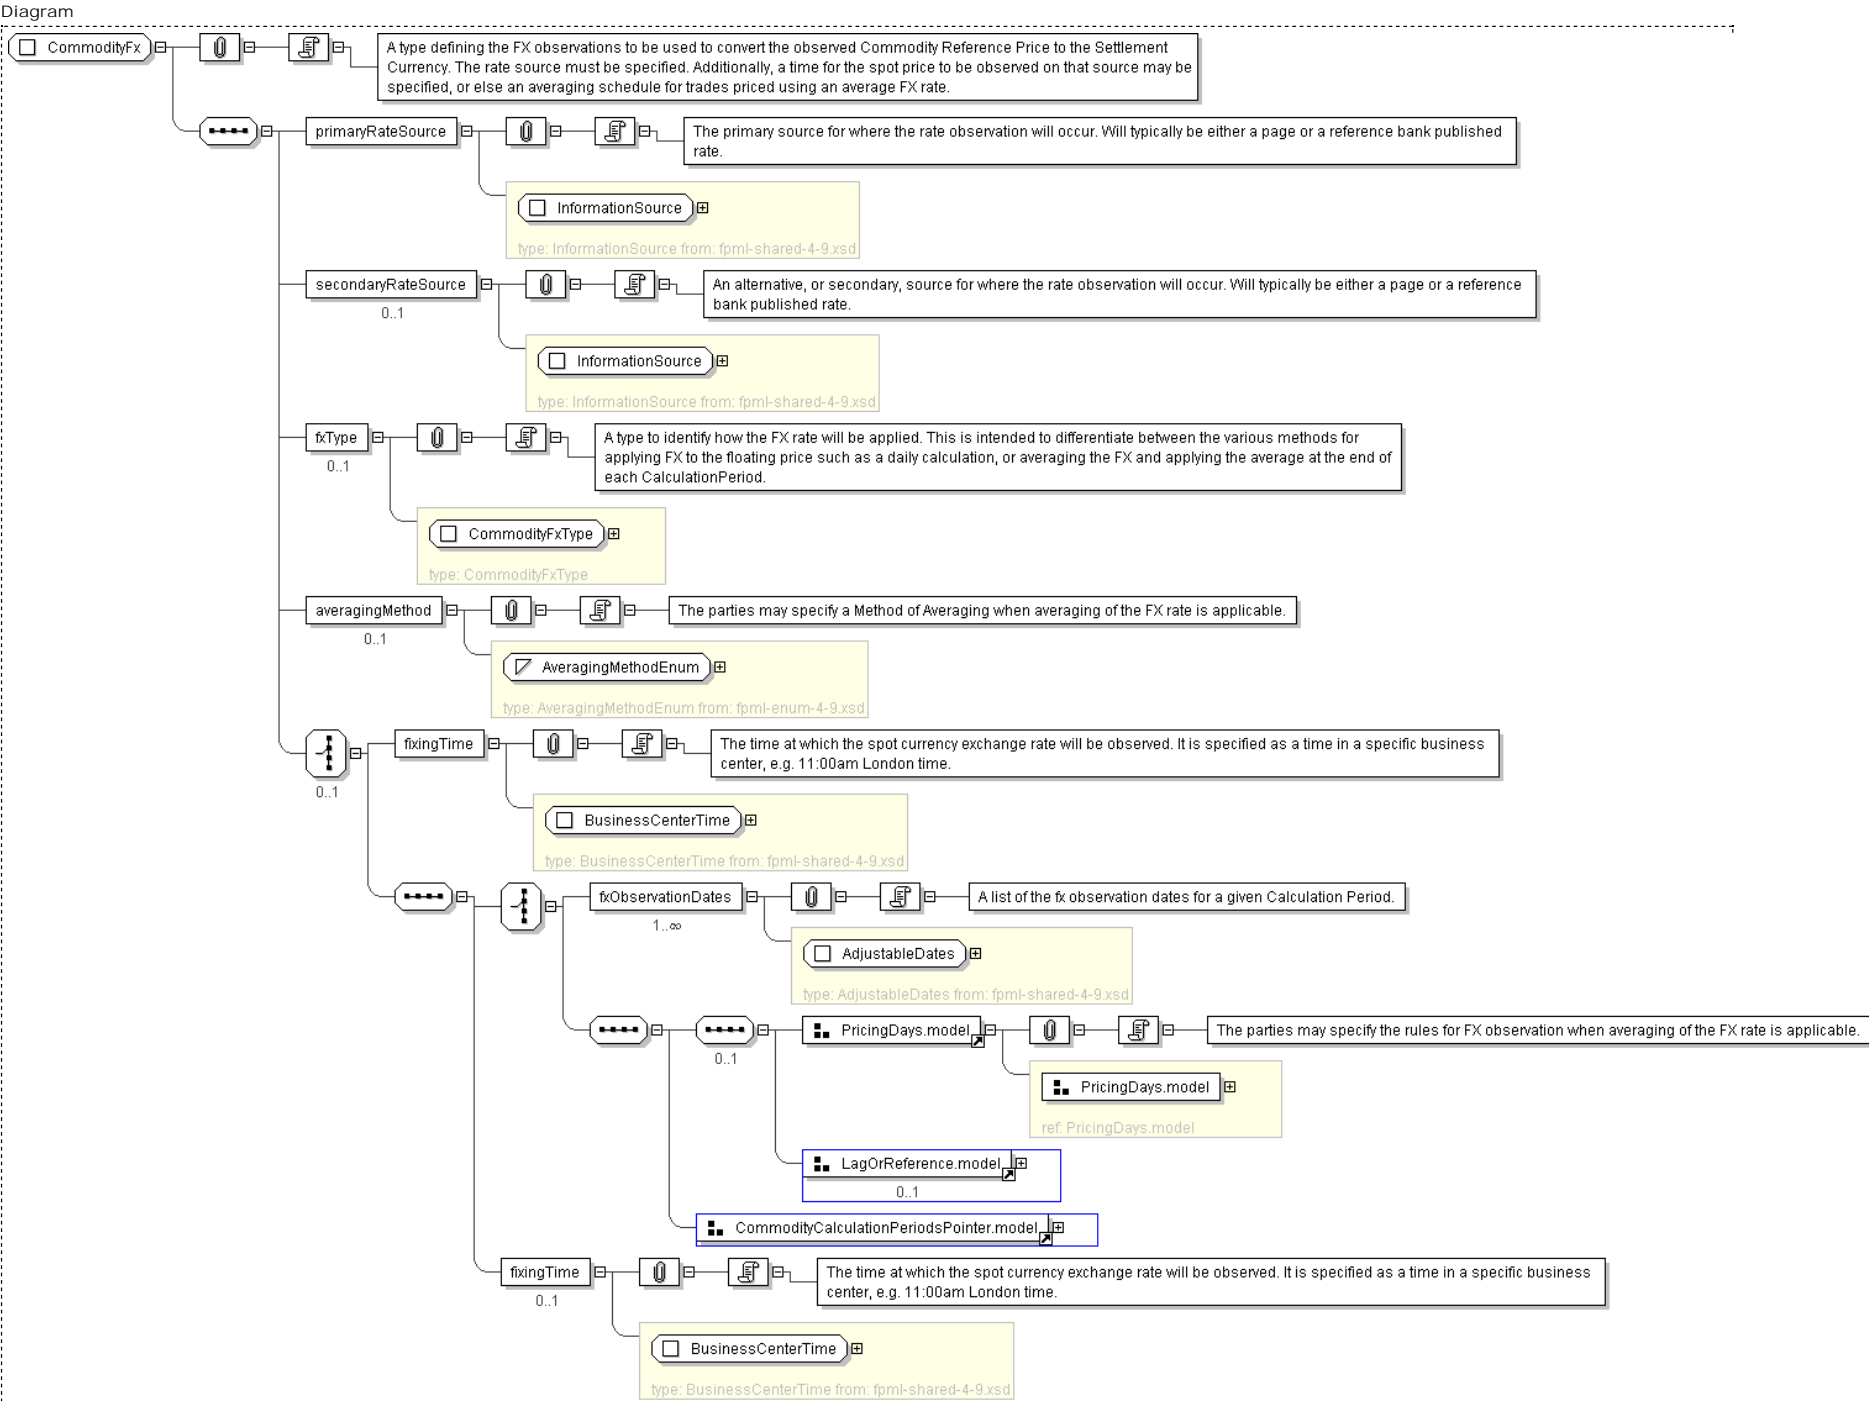 Diagram
CommodityFx
A type defining the FX observations to be used to convert the observed Commodity Reference Price to the Settlement
Currency. The rate source must be specified. Additionally, a time for the spot price to be observed on that source may be
specified, or else an averaging schedule for trades priced using an average FX rate.
primaryRateSource
The primary source for where the rate observation will occur. Will typically be either a page or a reference bank published
rate.
InformationSource
type: InformationSource from: fpml-shared-4-9.xsd
secondaryRateSource
0..1
An alternative, or secondary, source for where the rate observation will occur. Will typically be either a page or a reference
bank published rate.
InformationSource
type: InformationSource from: fpml-shared-4-9.xsd
fxType
0..1
A type to identify how the FX rate will be applied. This is intended to differentiate between the various methods for
applying FX to the floating price such as a daily calculation, or averaging the FX and applying the average at the end of
each CalculationPeriod.
CommodityFxType
type: CommodityFxType
averagingMethod
0..1
The parties may specify a Method of Averaging when averaging of the FX rate is applicable.
AveragingMethodEnum
type: AveragingMethodEnum from: fpml-enum-4-9.xsd
0..1
fixingTime
The time at which the spot currency exchange rate will be observed. It is specified as a time in a specific business
center, e.g. 11:00am London time.
BusinessCenterTime
type: BusinessCenterTime from: fpml-shared-4-9.xsd
fxObservationDates
1..∞
A list of the fx observation dates for a given Calculation Period.
AdjustableDates
type: AdjustableDates from: fpml-shared-4-9.xsd
0..1
PricingDays.model
The parties may specify the rules for FX observation when averaging of the FX rate is applicable.
PricingDays.model
ref: PricingDays.model
LagOrReference.model
0..1
CommodityCalculationPeriodsPointer.model
fixingTime
0..1
The time at which the spot currency exchange rate will be observed. It is specified as a time in a specific business
center, e.g. 11:00am London time.
BusinessCenterTime
type: BusinessCenterTime from: fpml-shared-4-9.xsd